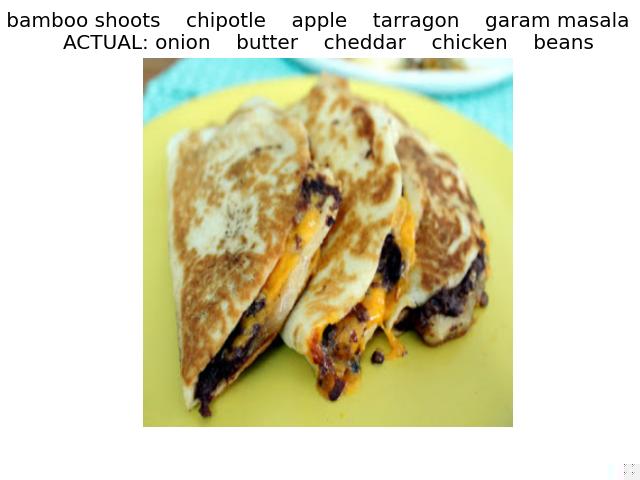 bamboo shoots chipotle apple tarragon garam masala
ACTUAL: onion butter cheddar chicken beans